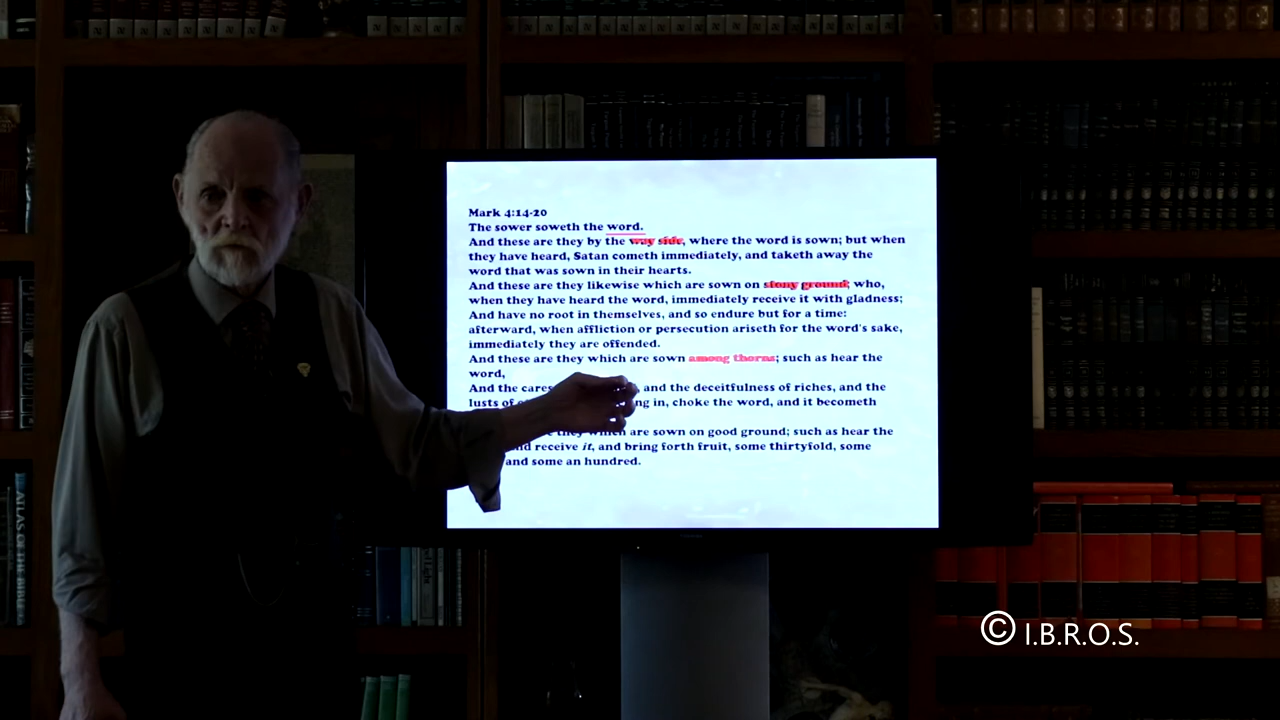 Mark 4:14-20
The sower soweth the word.
And these are they by the way side, where the word is sown; but when
they have heard, Satan cometh immediately, and taketh away the
word that was sown in their hearts.
And these are they likewise which are sown on stony ground; who,
when they have heard the word, immediately receive it with gladness;
And have no root in themselves, and so endure but for a time:
afterward, when affliction or persecution ariseth for the word's sake,
immediately they are offended.
And these are they which are sown among thorns; such as hear the
word,
And the cares and the deceitfulness of riches, and the
lusts of in, choke the word, and it becometh
they which are sown on good ground; such as hear the
receive it, and bring forth fruit, some thirtyfold, some
and some an hundred.
ATLAS OF THE BIBLE
© I.B.R.O.S.